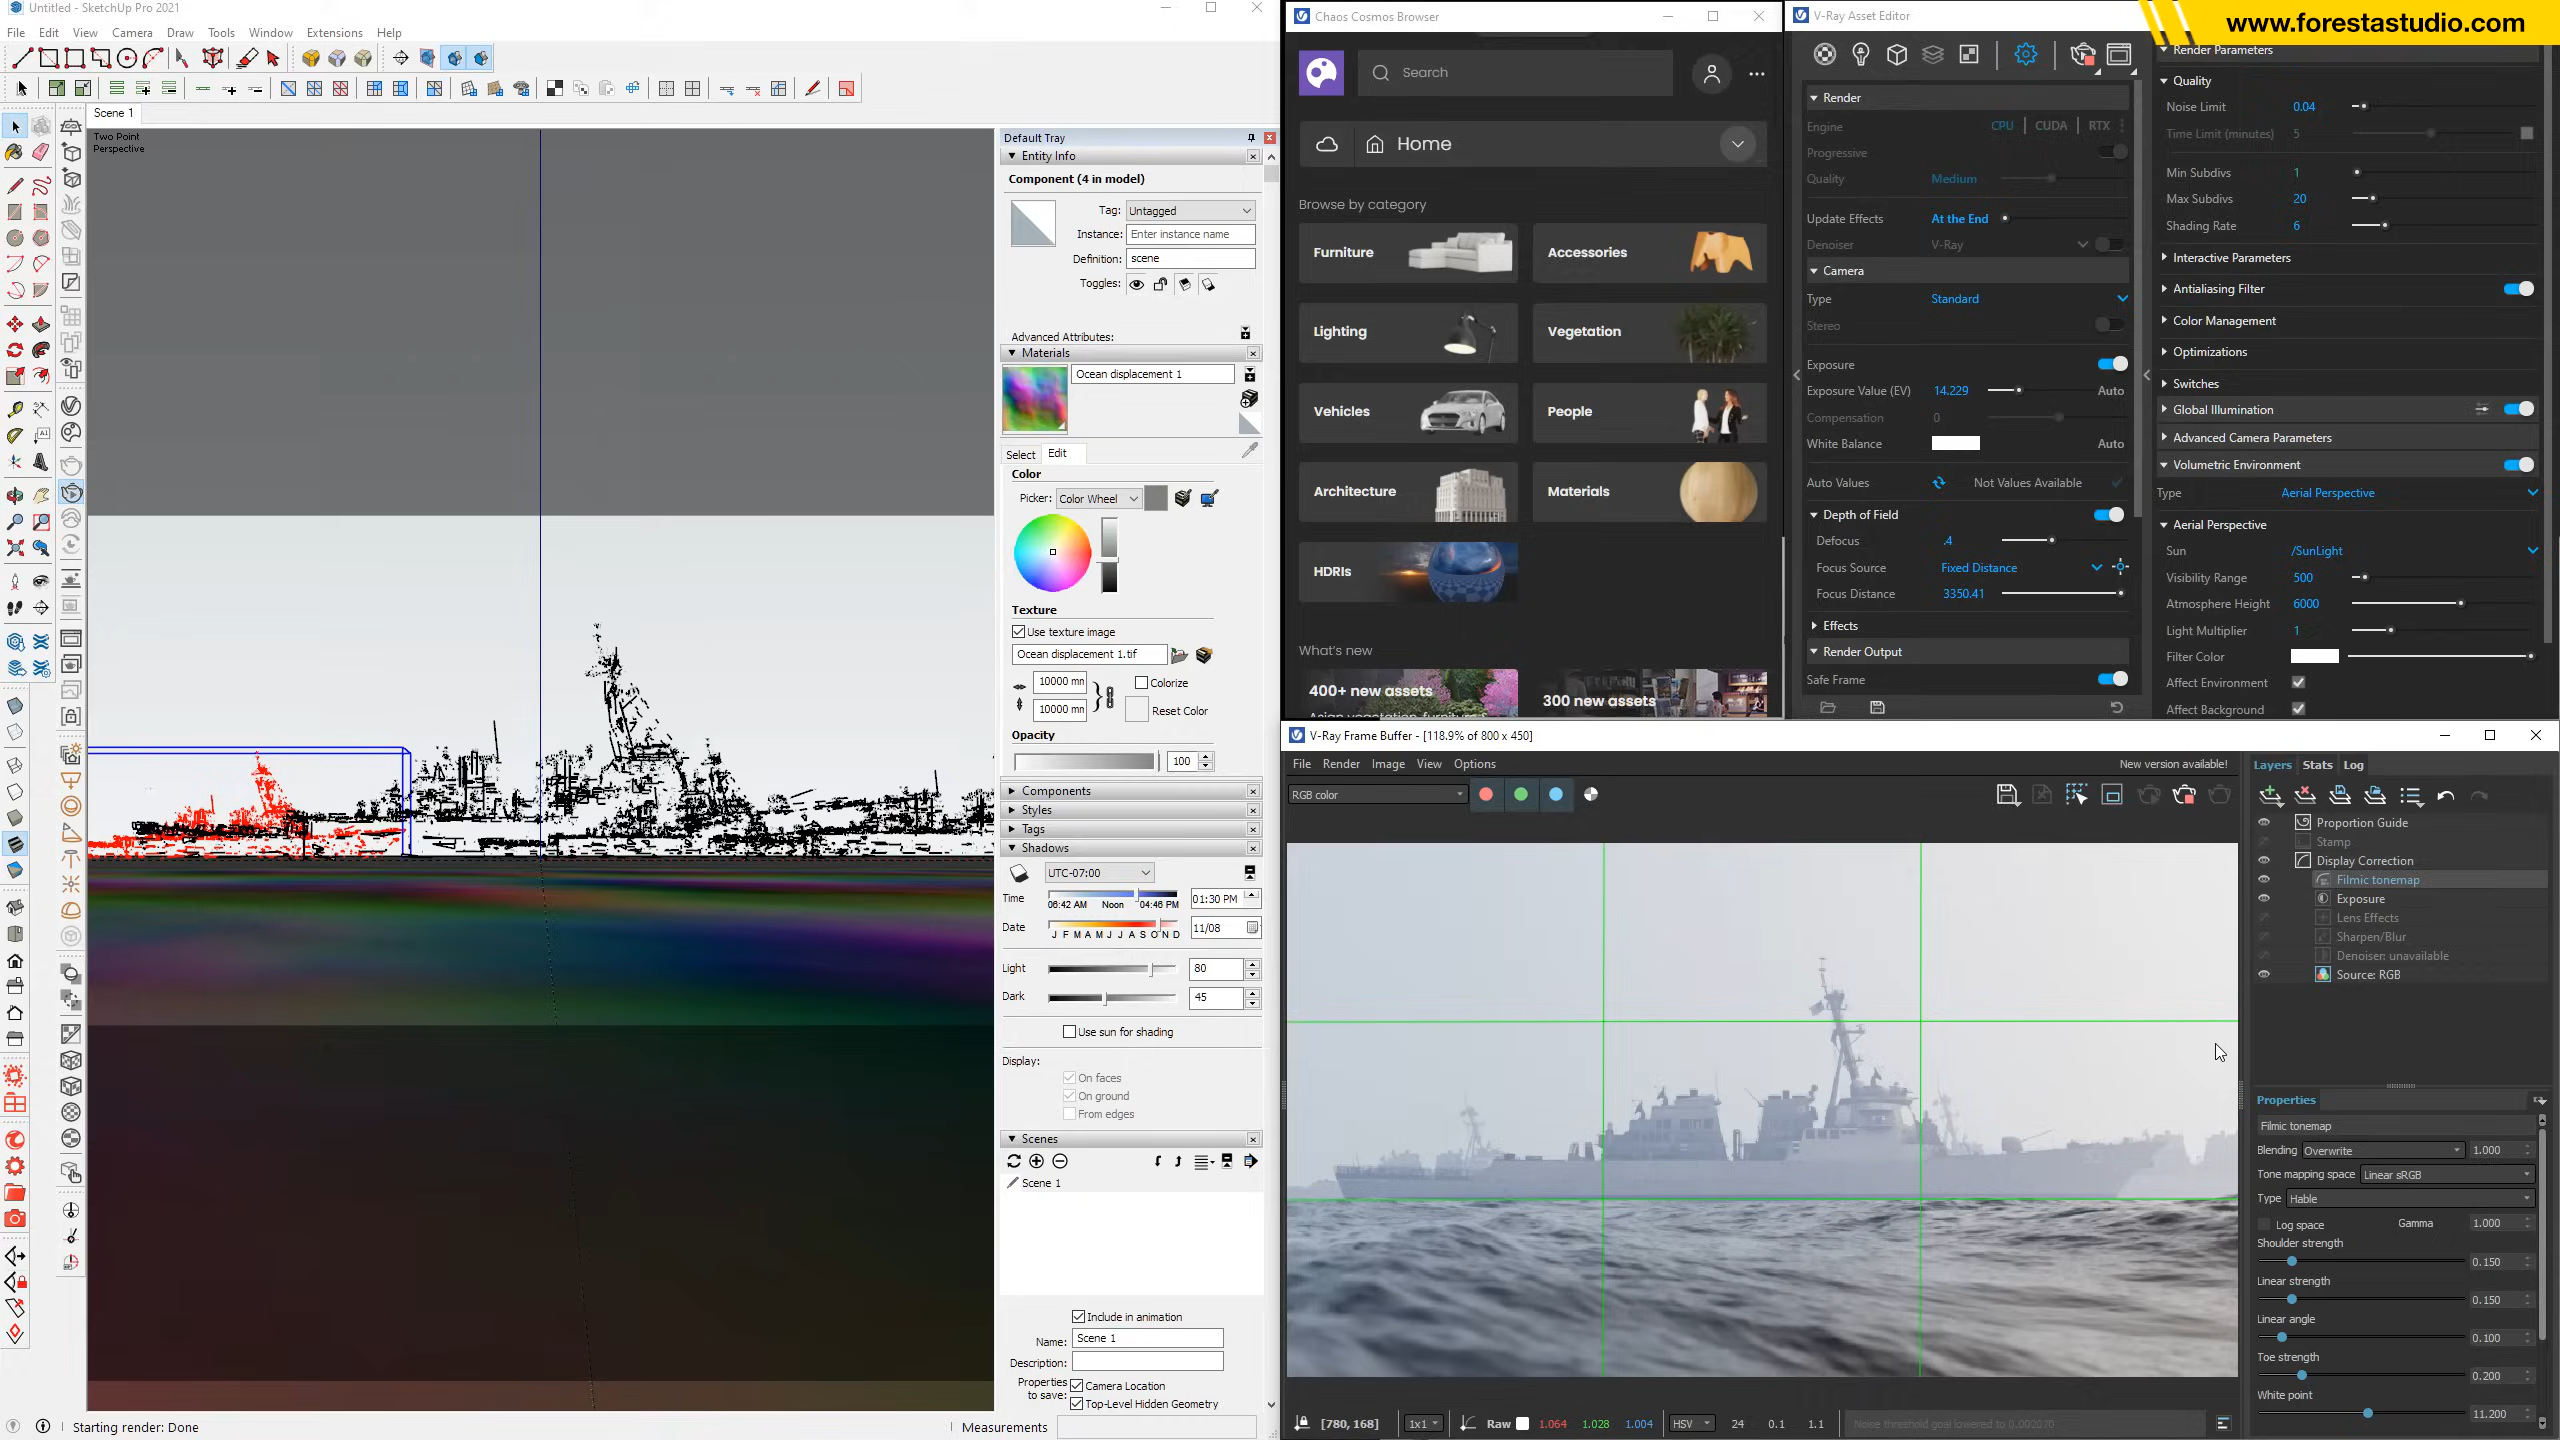 Untitled - SketchUp Pro 2021
File Edit View Camera Draw Tools Window Extensions Help
Scene 1
Two Point
Perspective
Default Tray
Entity Info
Component (4 in model)
Tag: Untagged
Instance: Enter instance name
Definition: scene
Toggles:
Advanced Attributes:
Materials
Ocean displacement 1
Select Edit
Color
Picker: Color Wheel
Texture
Use texture image
Ocean displacement 1.tif
10000 mn
Colorize
10000 mn
Reset Color
Opacity
100
Components
Styles
Tags
Shadows
UTC-07:00
Time
06:42 AM Noon 04:46 PM
01:30 PM
Date
J F M A M J J A S O N D
11/08
Light 80
Dark 45
Use sun for shading
Display:
On faces
On ground
From edges
Scenes
Scene 1
Include in animation
Name: Scene 1
Description:
Properties
to save:
Camera Location
Top-Level Hidden Geometry
Starting render: Done
Measurements
Chaos Cosmos Browser
Search
Home
Browse by category
Furniture
Accessories
Lighting
Vegetation
Vehicles
People
Architecture
Materials
HDRIs
What's new
400+ new assets
300 new assets
V-Ray Asset Editor
www.forestastudio.com
Render
Engine CPU CUDA RTX
Progressive
Quality Medium
Update Effects At the End
Denoiser V-Ray
Camera
Type Standard
Stereo
Exposure
Exposure Value (EV) 14.229 Auto
Compensation 0
White Balance Auto
Auto Values Not Values Available
Depth of Field
Defocus .4
Focus Source Fixed Distance
Focus Distance 3350.41
Effects
Render Output
Safe Frame
Render Parameters
Quality
Noise Limit 0.04
Time Limit (minutes) 5
Min Subdivs 1
Max Subdivs 20
Shading Rate 6
Interactive Parameters
Antialiasing Filter
Color Management
Optimizations
Switches
Global Illumination
Advanced Camera Parameters
Volumetric Environment
Type Aerial Perspective
Aerial Perspective
Sun /SunLight
Visibility Range 500
Atmosphere Height 6000
Light Multiplier 1
Filter Color
Affect Environment
Affect Background
V-Ray Frame Buffer - [118.9% of 800 x 450]
File Render Image View Options
New version available!
RGB color
[780, 168] 1x1 Raw 1.064 1.028 1.004 HSV 24 0.1 1.1 Noise threshold goal lowered to 0.002070
Layers Stats Log
Proportion Guide
Stamp
Display Correction
Filmic tonemap
Exposure
Lens Effects
Sharpen/Blur
Denoiser: unavailable
Source: RGB
Properties
Filmic tonemap
Blending Overwrite 1.000
Tone mapping space Linear sRGB
Type Hable
Log space Gamma 1.000
Shoulder strength
0.150
Linear strength
0.150
Linear angle
0.100
Toe strength
0.200
White point
11.200